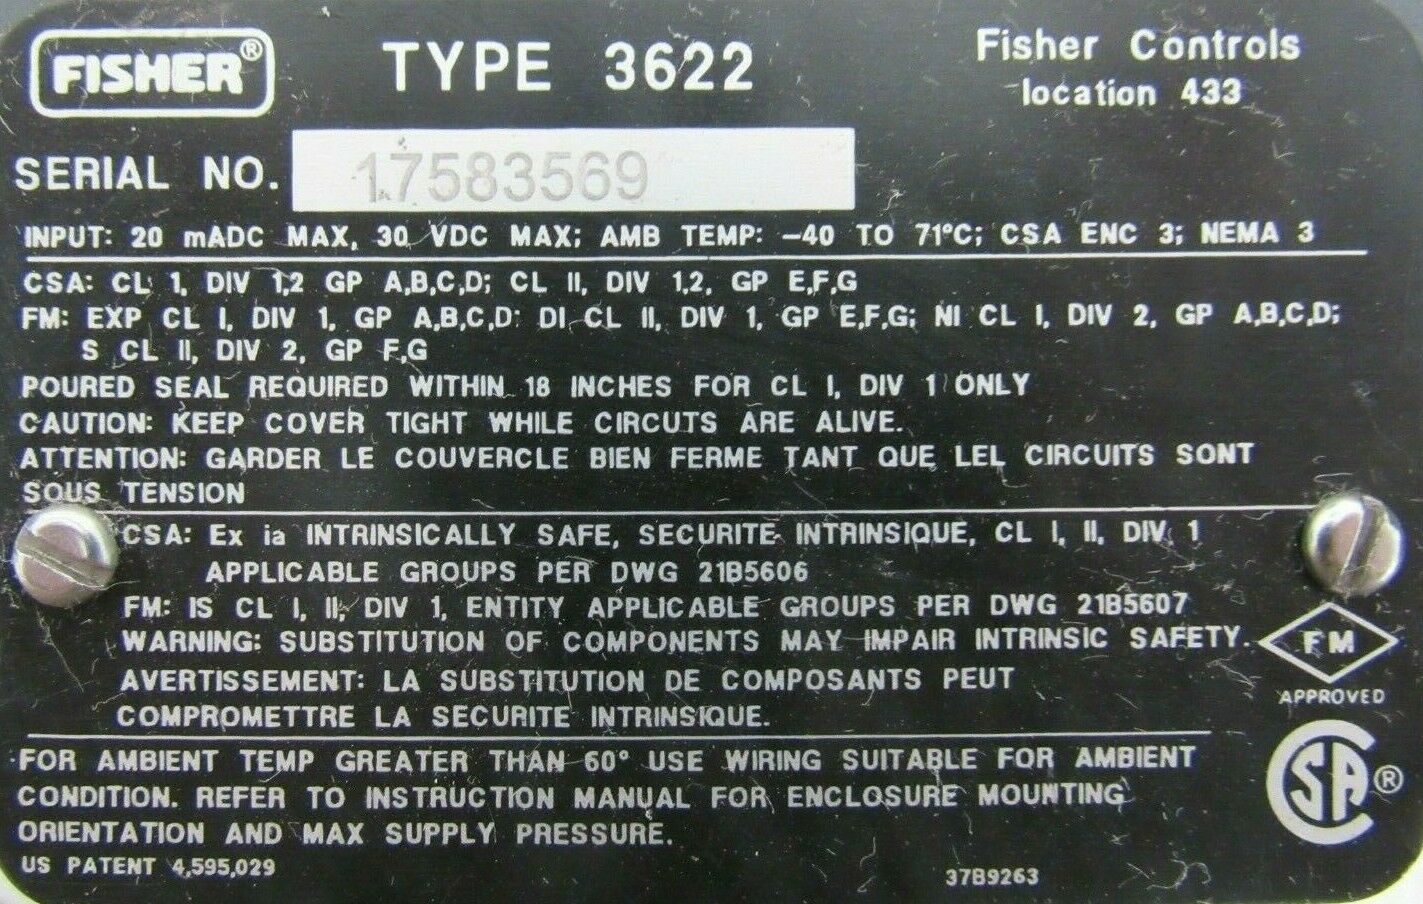 FISHER® TYPE 3622 Fisher Controls
location 433
SERIAL NO. 17583569
INPUT: 20 mADC MAX, 30 VDC MAX; AMB TEMP: -40 TO 71°C; CSA ENC 3; NEMA 3
CSA: CL 1, DIV 1,2 GP A,B,C,D; CL II, DIV 1,2, GP E,F,G
FM: EXP CL I, DIV 1, GP A,B,C,D: DI CL II, DIV 1, GP E,F,G; NI CL I, DIV 2, GP A,B,C,D;
S CL II, DIV 2, GP F,G
POURED SEAL REQUIRED WITHIN 18 INCHES FOR CL I, DIV 1 ONLY
CAUTION: KEEP COVER TIGHT WHILE CIRCUTS ARE ALIVE.
ATTENTION: GARDER LE COUVERCLE BIEN FERME TANT QUE LEL CIRCUITS SONT
SOUS TENSION
CSA: Ex ia INTRINSICALLY SAFE, SECURITE INTRINSIQUE, CL I, II, DIV 1
APPLICABLE GROUPS PER DWG 21B5606
FM: IS CL I, II, DIV 1, ENTITY APPLICABLE GROUPS PER DWG 21B5607
WARNING: SUBSTITUTION OF COMPONENTS MAY IMPAIR INTRINSIC SAFETY.
FM
APPROVED
AVERTISSEMENT: LA SUBSTITUTION DE COMPOSANTS PEUT
COMPROMETTRE LA SECURITE INTRINSIQUE.
FOR AMBIENT TEMP GREATER THAN 60° USE WIRING SUITABLE FOR AMBIENT
CONDITION. REFER TO INSTRUCTION MANUAL FOR ENCLOSURE MOUNTING
ORIENTATION AND MAX SUPPLY PRESSURE.
SA®
US PATENT 4,595,029
37B9263